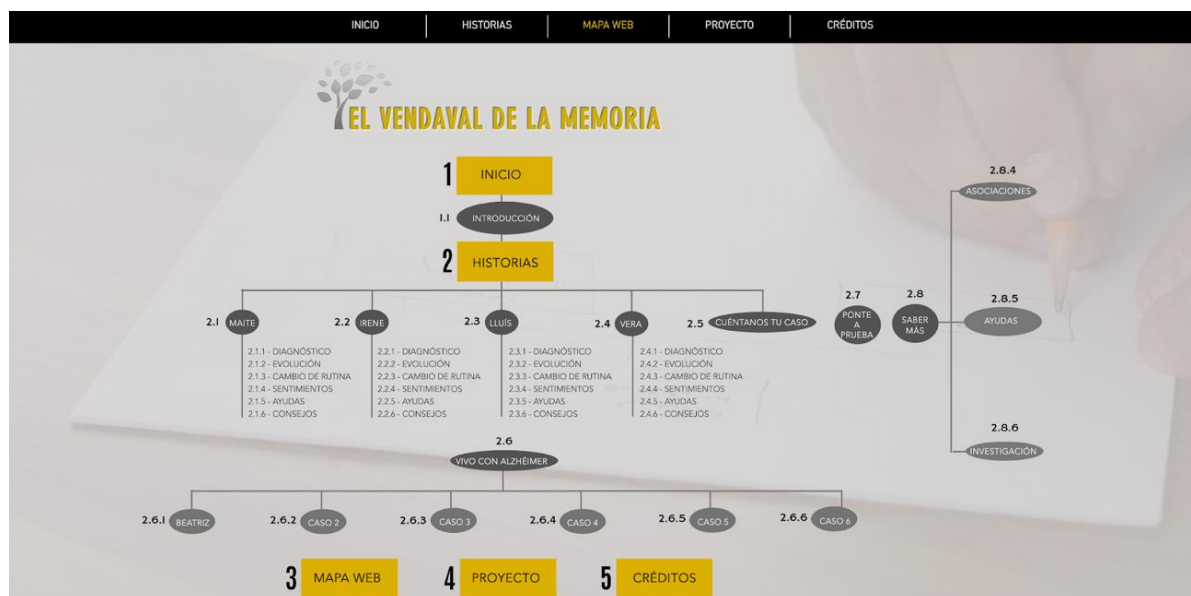 INICIO
HISTORIAS
MAPA WEB
PROYECTO
CRÉDITOS
EL VENDAVAL DE LA MEMORIA
1 INICIO
1.1 INTRODUCCIÓN
2 HISTORIAS
2.1 MAITE
2.1.1 - DIAGNÓSTICO
2.1.2 - EVOLUCIÓN
2.1.3 - CAMBIO DE RUTINA
2.1.4 - SENTIMIENTOS
2.1.5 - AYUDAS
2.1.6 - CONSEJOS
2.2 IRENE
2.2.1 - DIAGNÓSTICO
2.2.2 - EVOLUCIÓN
2.2.3 - CAMBIO DE RUTINA
2.2.4 - SENTIMIENTOS
2.2.5 - AYUDAS
2.2.6 - CONSEJOS
2.3 LLUÍS
2.3.1 - DIAGNÓSTICO
2.3.2 - EVOLUCIÓN
2.3.3 - CAMBIO DE RUTINA
2.3.4 - SENTIMIENTOS
2.3.5 - AYUDAS
2.3.6 - CONSEJOS
2.4 VERA
2.4.1 - DIAGNÓSTICO
2.4.2 - EVOLUCIÓN
2.4.3 - CAMBIO DE RUTINA
2.4.4 - SENTIMIENTOS
2.4.5 - AYUDAS
2.4.6 - CONSEJOS
2.5 CUÉNTANOS TU CASO
2.6
VIVO CON ALZHÉIMER
2.6.1 BEATRIZ
2.6.2 CASO 2
2.6.3 CASO 3
2.6.4 CASO 4
2.6.5 CASO 5
2.6.6 CASO 6
2.7
PONTE
A
PRUEBA
2.8
SABER
MÁS
2.8.4
ASOCIACIONES
2.8.5
AYUDAS
2.8.6
INVESTIGACIÓN
3 MAPA WEB
4 PROYECTO
5 CRÉDITOS